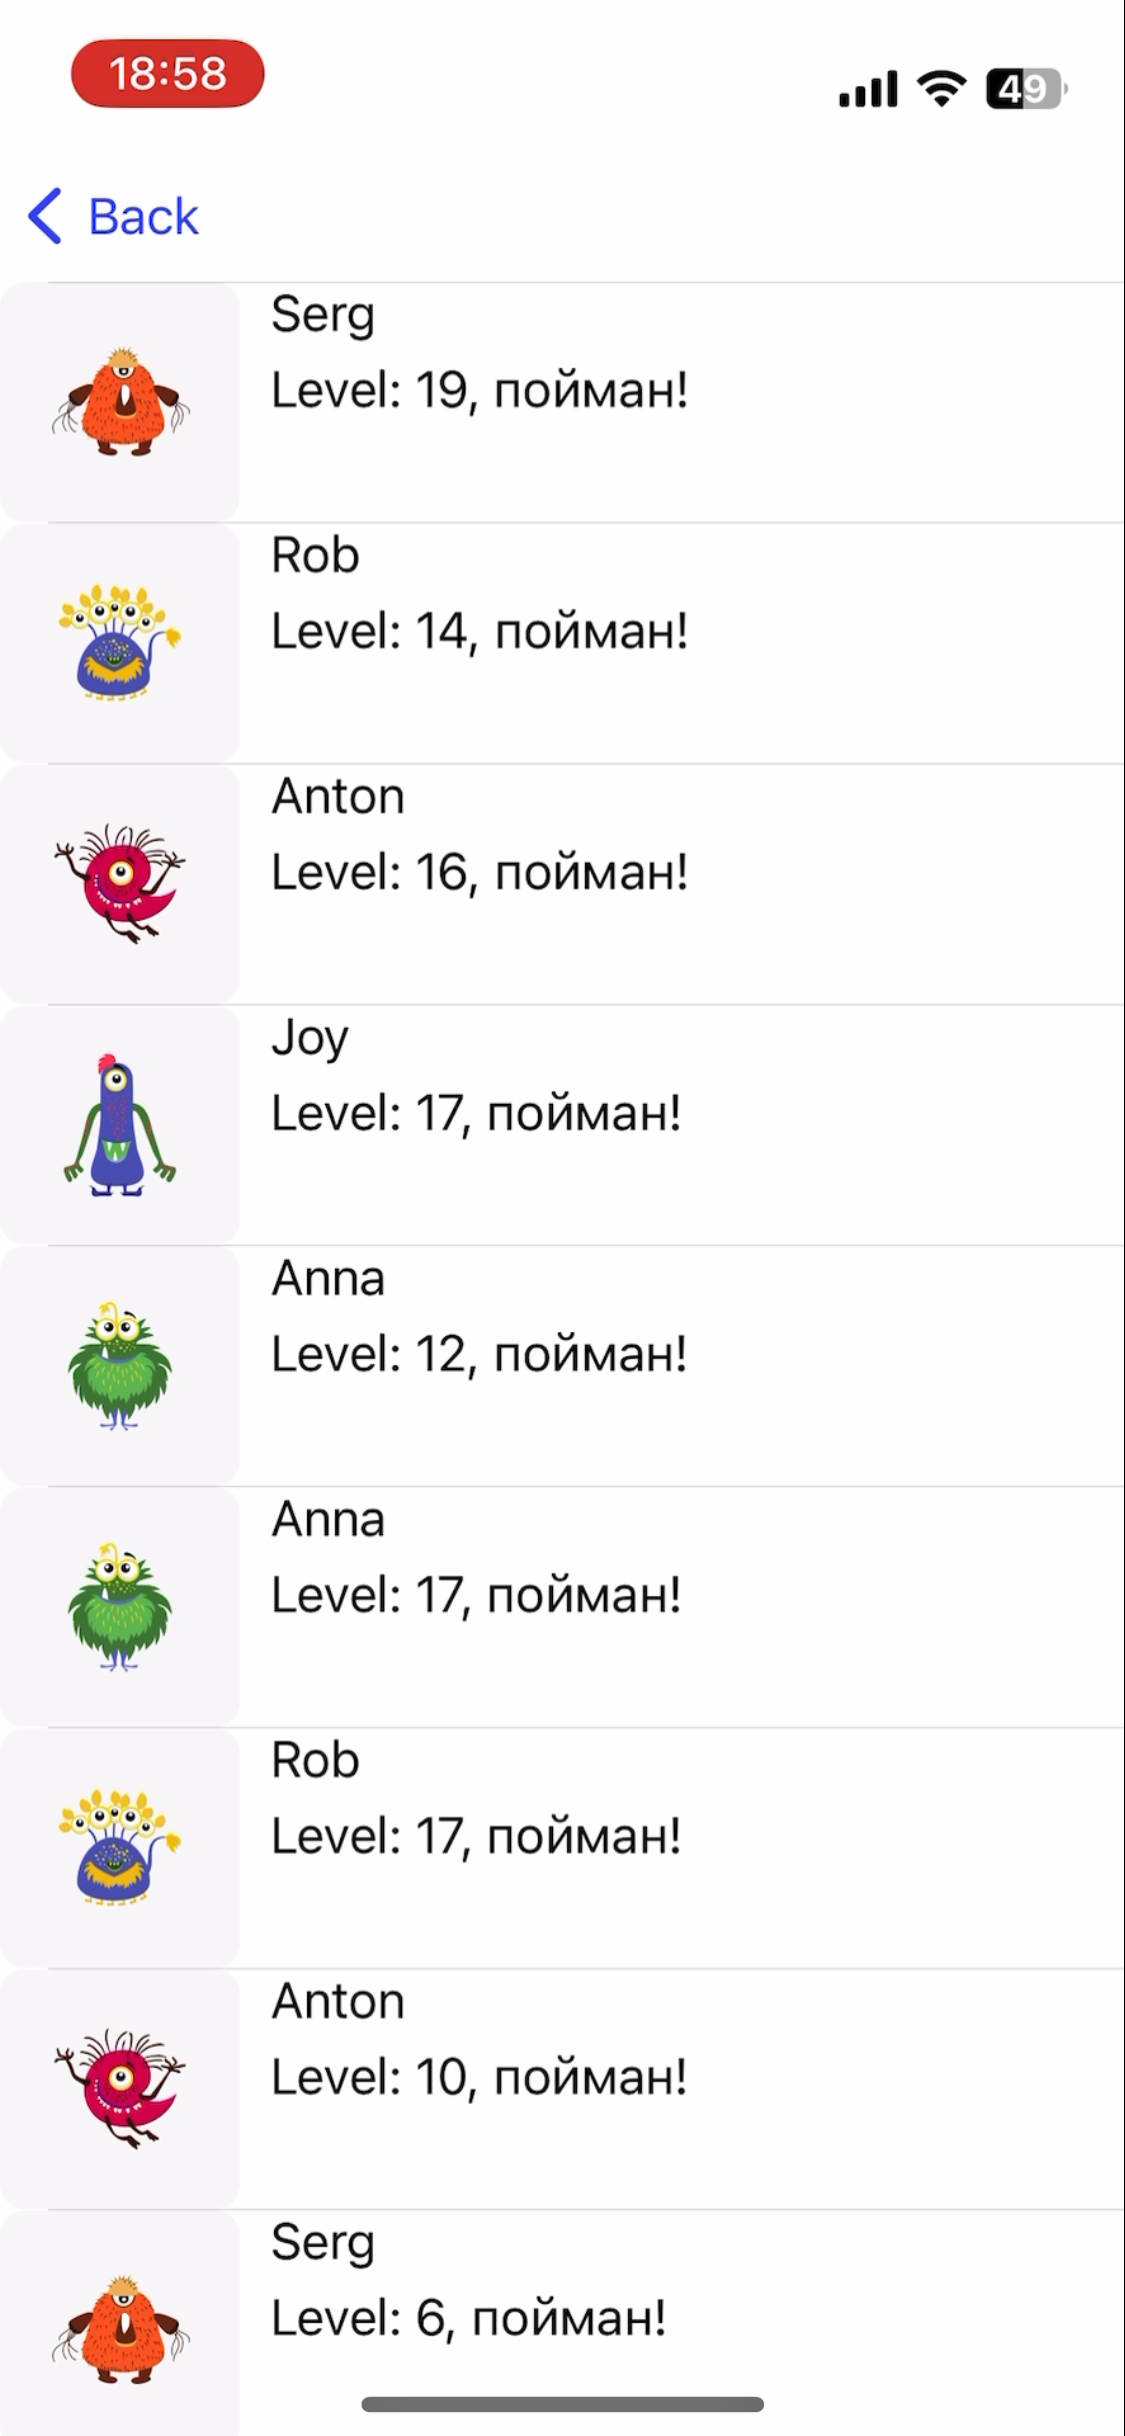 18:58
49
Back
Serg
Level: 19, пойман!
Rob
Level: 14, пойман!
Anton
Level: 16, пойман!
Joy
Level: 17, пойман!
Anna
Level: 12, пойман!
Anna
Level: 17, пойман!
Rob
Level: 17, пойман!
Anton
Level: 10, пойман!
Serg
Level: 6, пойман!